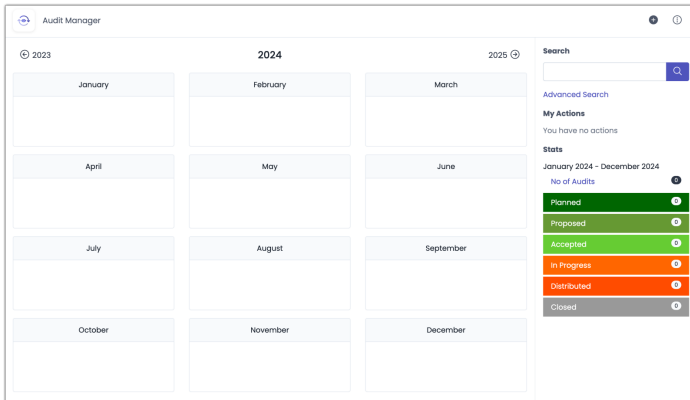 Audit Manager
2023
2024
2025
January
February
March
April
May
June
July
August
September
October
November
December
Search
Advanced Search
My Actions
You have no actions
Stats
January 2024 - December 2024
No of Audits 0
Planned 0
Proposed 0
Accepted 0
In Progress 0
Distributed 0
Closed 0